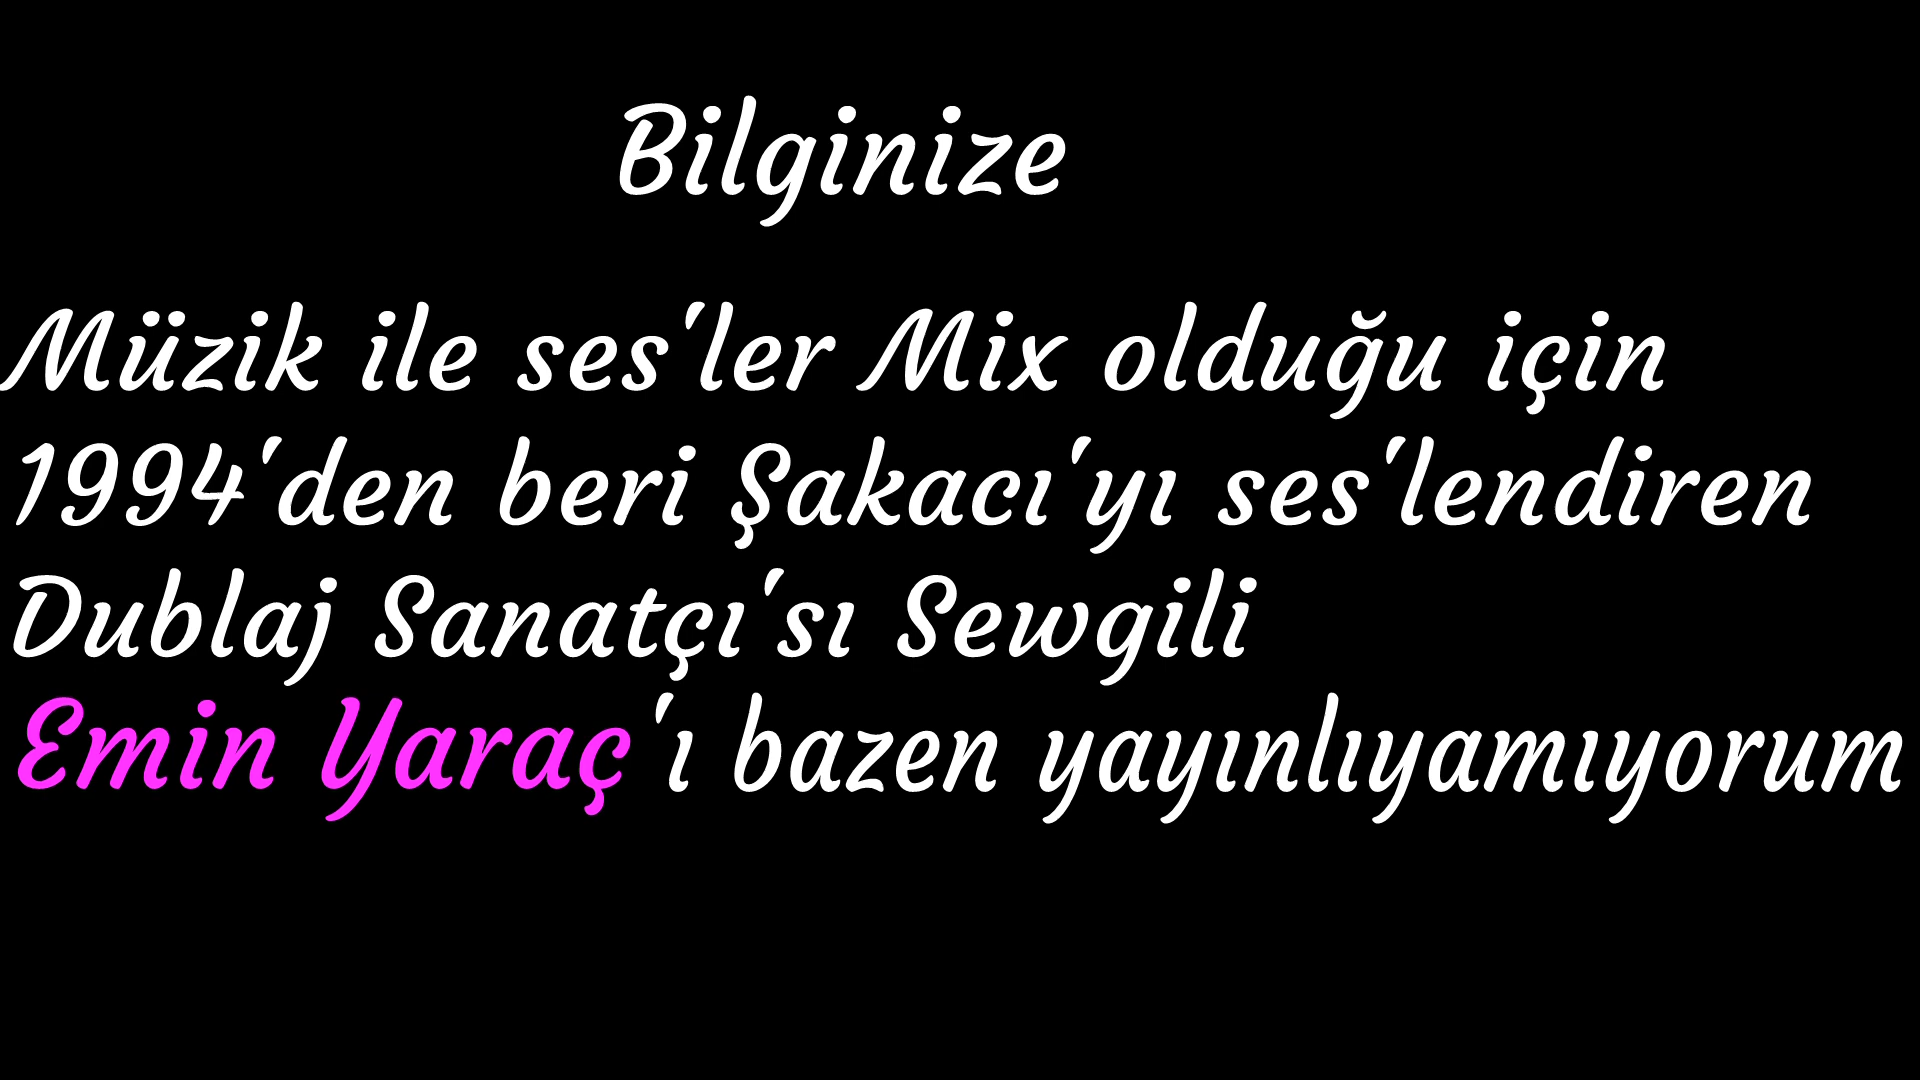 Bilginize
Müzik ile ses'ler Mix olduğu için
1994'den beri Şakacı'yı ses'lendiren
Dublaj Sanatçı'sı Sewgili
Emin Yaraç'ı bazen yayınlıyamıyorum